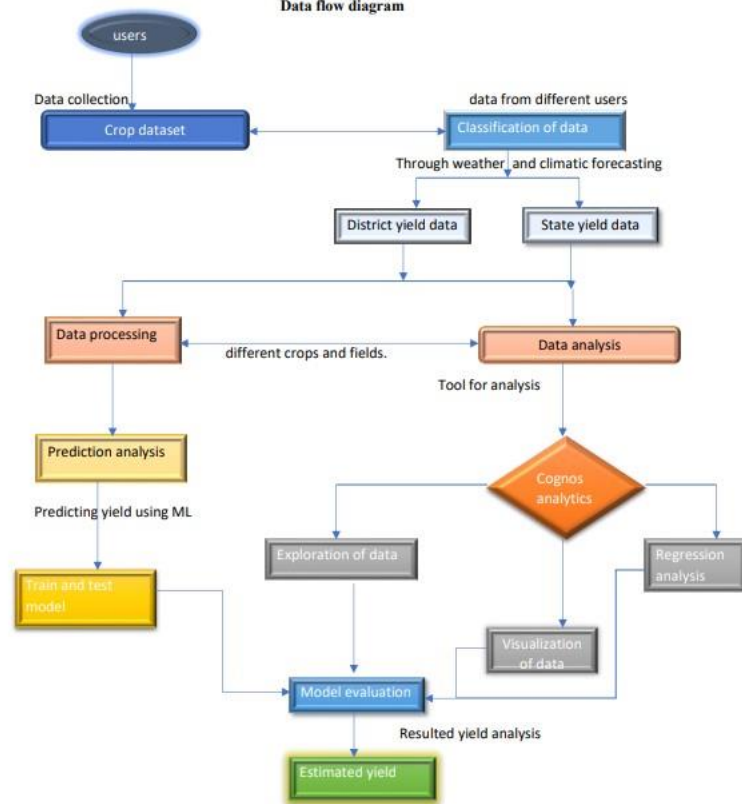 Data flow diagram
users
Data collection
data from different users
Crop dataset
Classification of data
Through weather and climatic forecasting
District yield data
State yield data
Data processing
different crops and fields.
Data analysis
Tool for analysis
Prediction analysis
Cognos
analytics
Predicting yield using ML
Exploration of data
Regression
analysis
Train and test
model
Visualization
of data
Model evaluation
Resulted yield analysis
Estimated yield